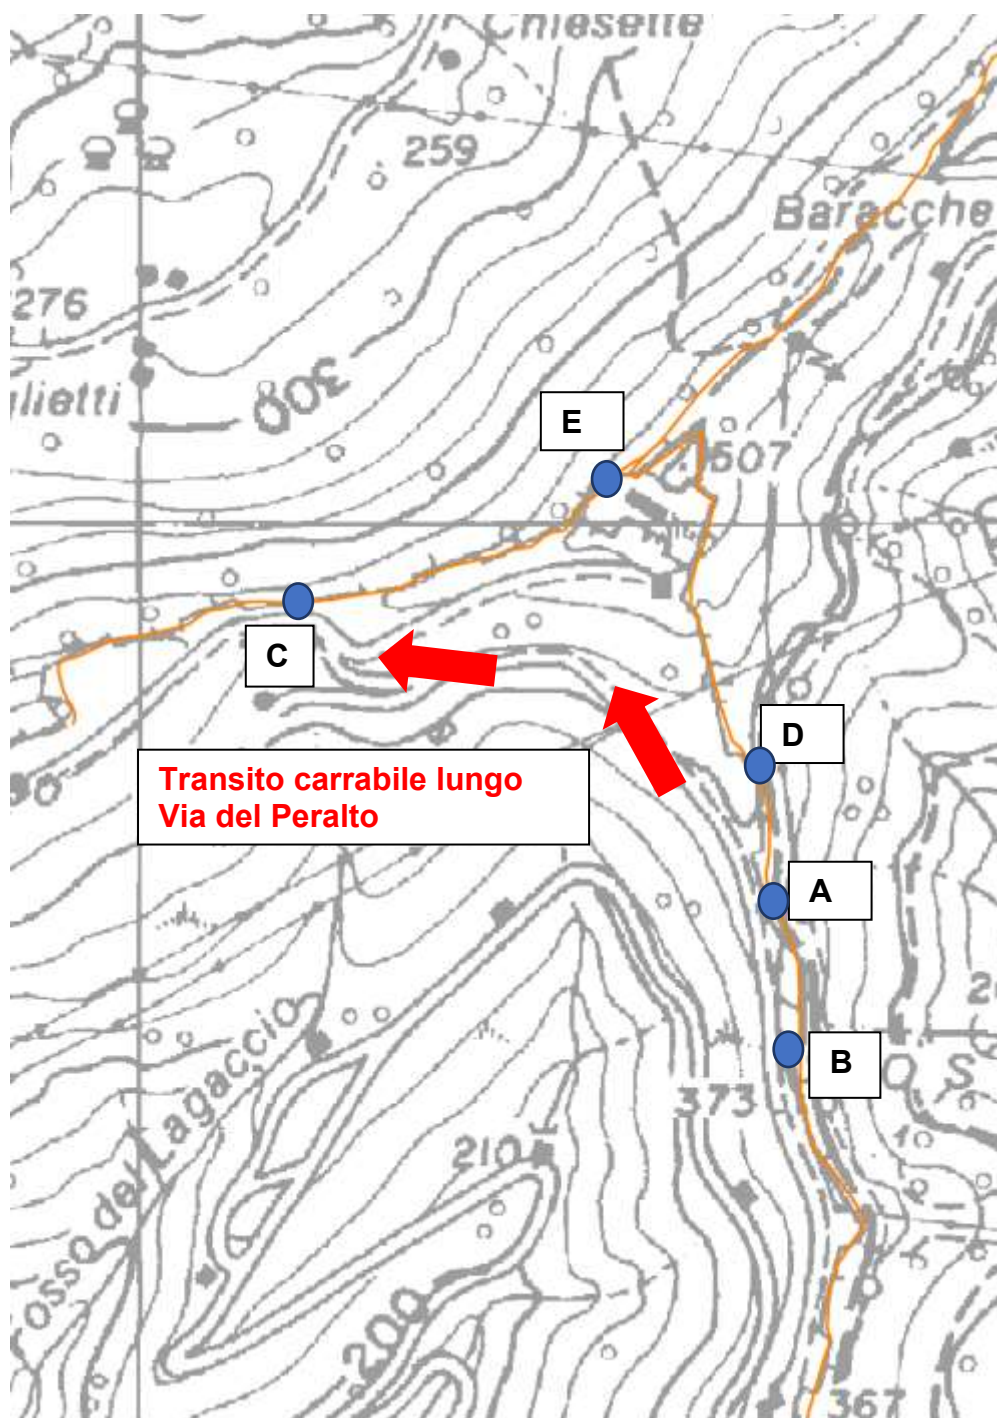 Chiesette
259
Baracche
276
lietti
300
E
507
C
D
Transito carrabile lungo
Via del Peralto
A
B
O S
373
210
Fosso del Lagaccio
200
367